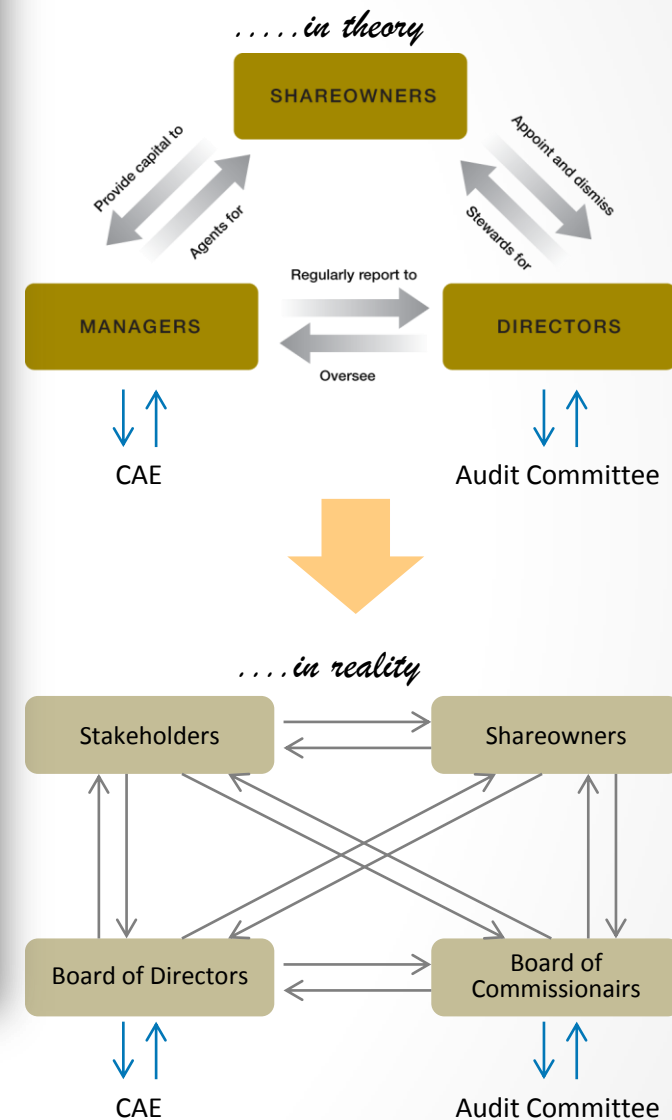 .....in theory
SHAREOWNERS
Provide capital to
Agents for
Appoint and dismiss
Stewards for
Regularly report to
MANAGERS
DIRECTORS
Oversee
CAE
Audit Committee
....in reality
Stakeholders
Shareowners
Board of Directors
Board of
Commissionairs
CAE
Audit Committee